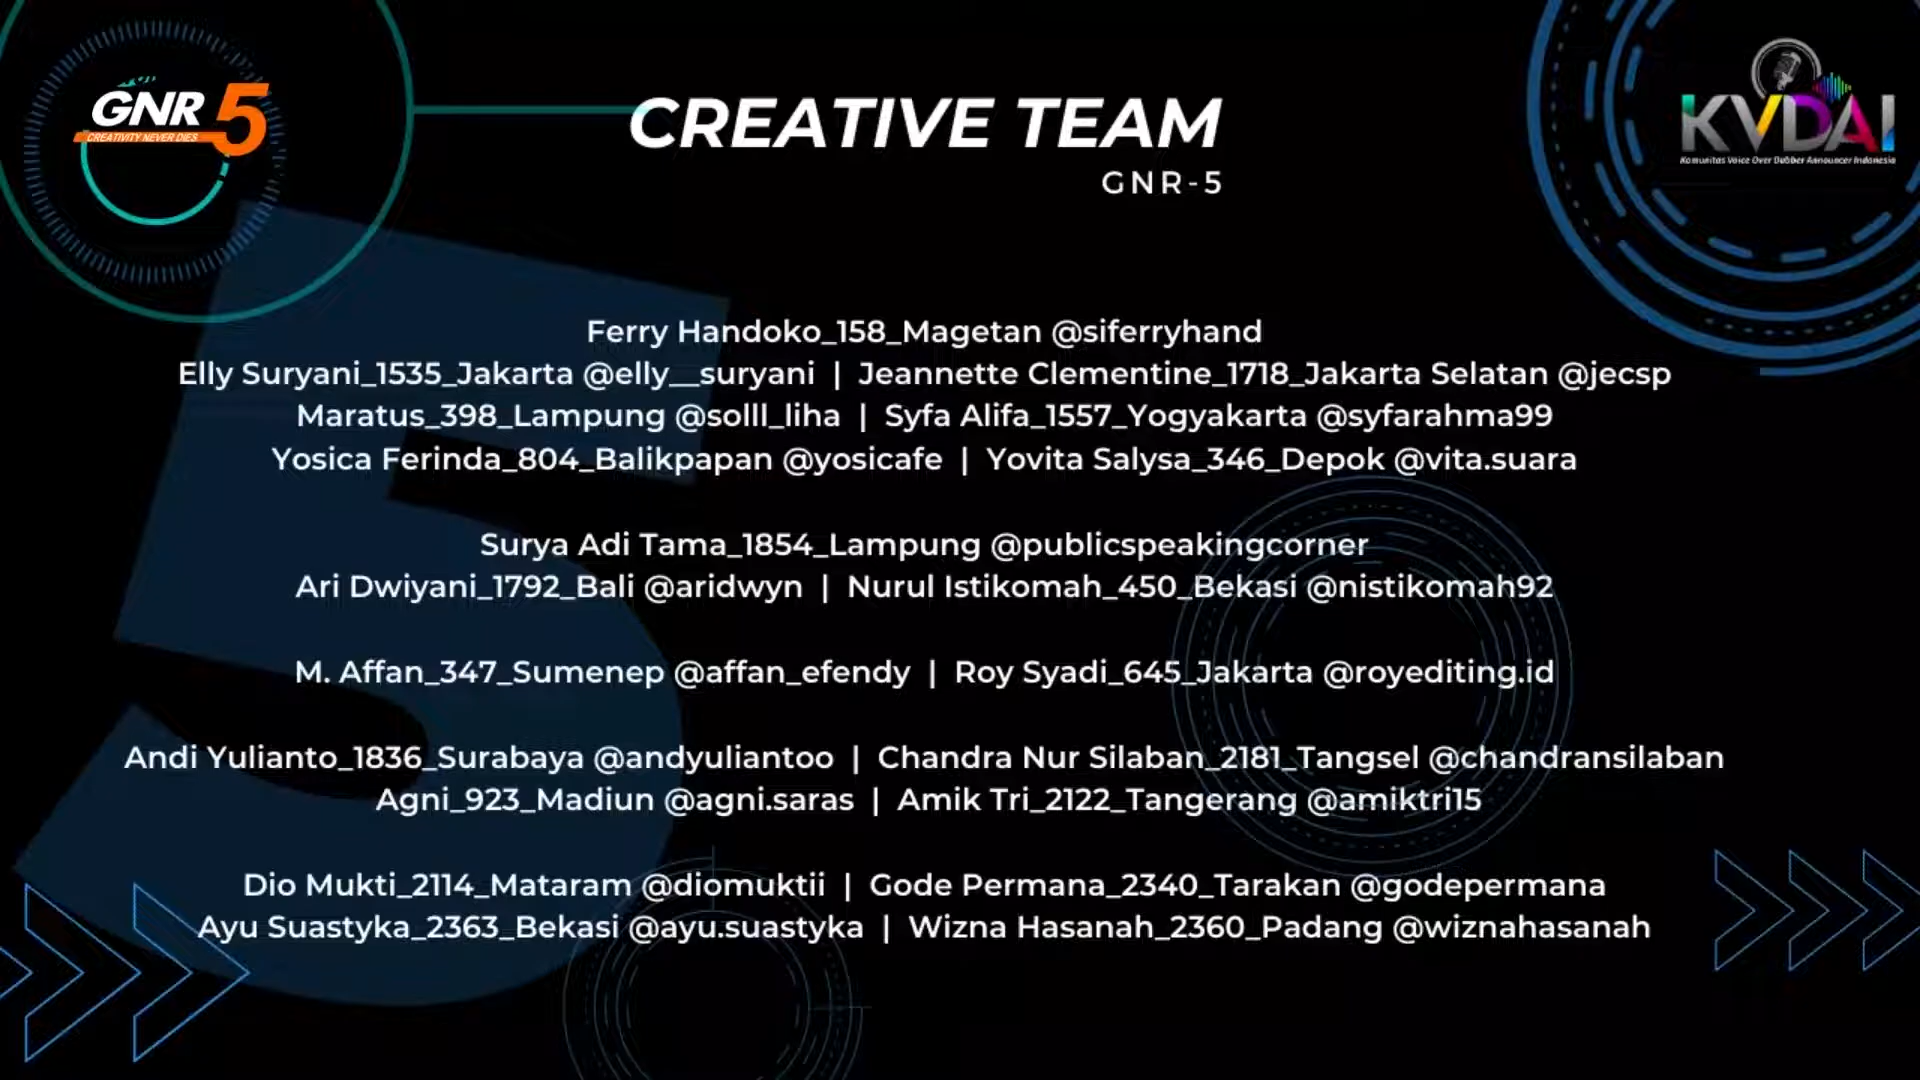 GNR 5
CREATIVITY NEVER DIES
CREATIVE TEAM
GNR-5
KVDAI
Komunitas Voice Over Dubber Announcer Indonesia
Ferry Handoko_158_Magetan @siferryhand
Elly Suryani_1535_Jakarta @elly__suryani | Jeannette Clementine_1718_Jakarta Selatan @jecsp
Maratus_398_Lampung @solll_liha | Syfa Alifa_1557_Yogyakarta @syfarahma99
Yosica Ferinda_804_Balikpapan @yosicafe | Yovita Salysa_346_Depok @vita.suara
Surya Adi Tama_1854_Lampung @publicspeakingcorner
Ari Dwiyani_1792_Bali @aridwyn | Nurul Istikomah_450_Bekasi @nistikomah92
M. Affan_347_Sumenep @affan_efendy | Roy Syadi_645_Jakarta @royediting.id
Andi Yulianto_1836_Surabaya @andyuliantoo | Chandra Nur Silaban_2181_Tangsel @chandransilaban
Agni_923_Madiun @agni.saras | Amik Tri_2122_Tangerang @amiktri15
Dio Mukti_2114_Mataram @diomuktii | Gode Permana_2340_Tarakan @godepermana
Ayu Suastyka_2363_Bekasi @ayu.suastyka | Wizna Hasanah_2360_Padang @wiznahasanah